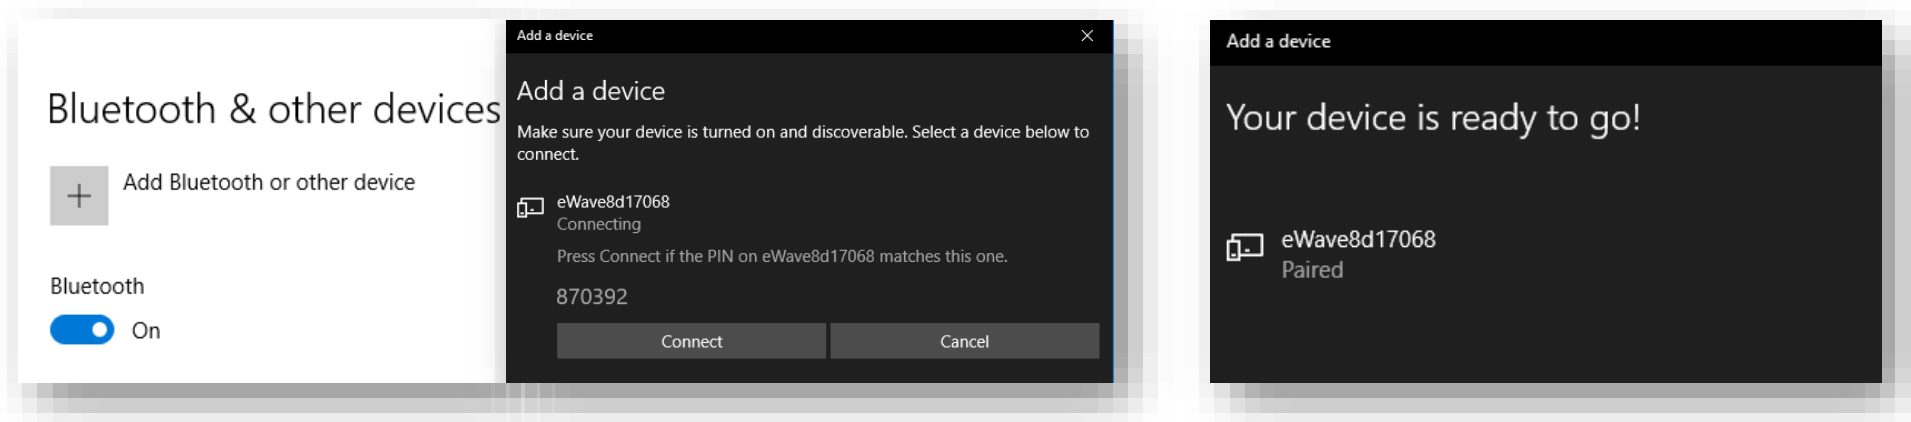 Bluetooth & other devices
Add Bluetooth or other device
Bluetooth
On
Add a device
Add a device
Make sure your device is turned on and discoverable. Select a device below to
connect.
eWave8d17068
Connecting
Press Connect if the PIN on eWave8d17068 matches this one.
870392
Connect
Cancel
Add a device
Your device is ready to go!
eWave8d17068
Paired